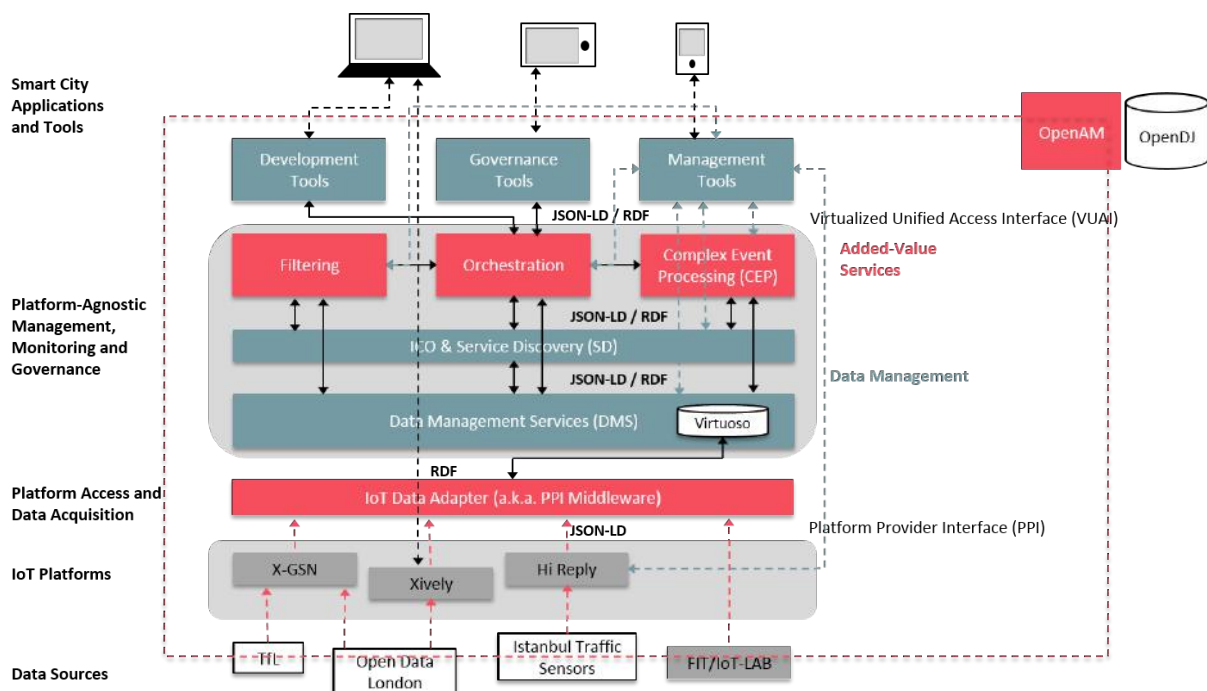 Smart City
Applications
and Tools
OpenAM
OpenDJ
Development
Tools
Governance
Tools
Management
Tools
JSON-LD / RDF
Virtualized Unified Access Interface (VUAI)
Added-Value
Services
Filtering
Orchestration
Complex Event
Processing (CEP)
Platform-Agnostic
Management,
Monitoring and
Governance
JSON-LD / RDF
ICO & Service Discovery (SD)
JSON-LD / RDF
Data Management
Data Management Services (DMS)
Virtuoso
RDF
Platform Access and
Data Acquisition
IoT Data Adapter (a.k.a. PPI Middleware)
JSON-LD
Platform Provider Interface (PPI)
IoT Platforms
X-GSN
Xively
Hi Reply
Data Sources
TfL
Open Data
London
Istanbul Traffic
Sensors
FIT/IoT-LAB